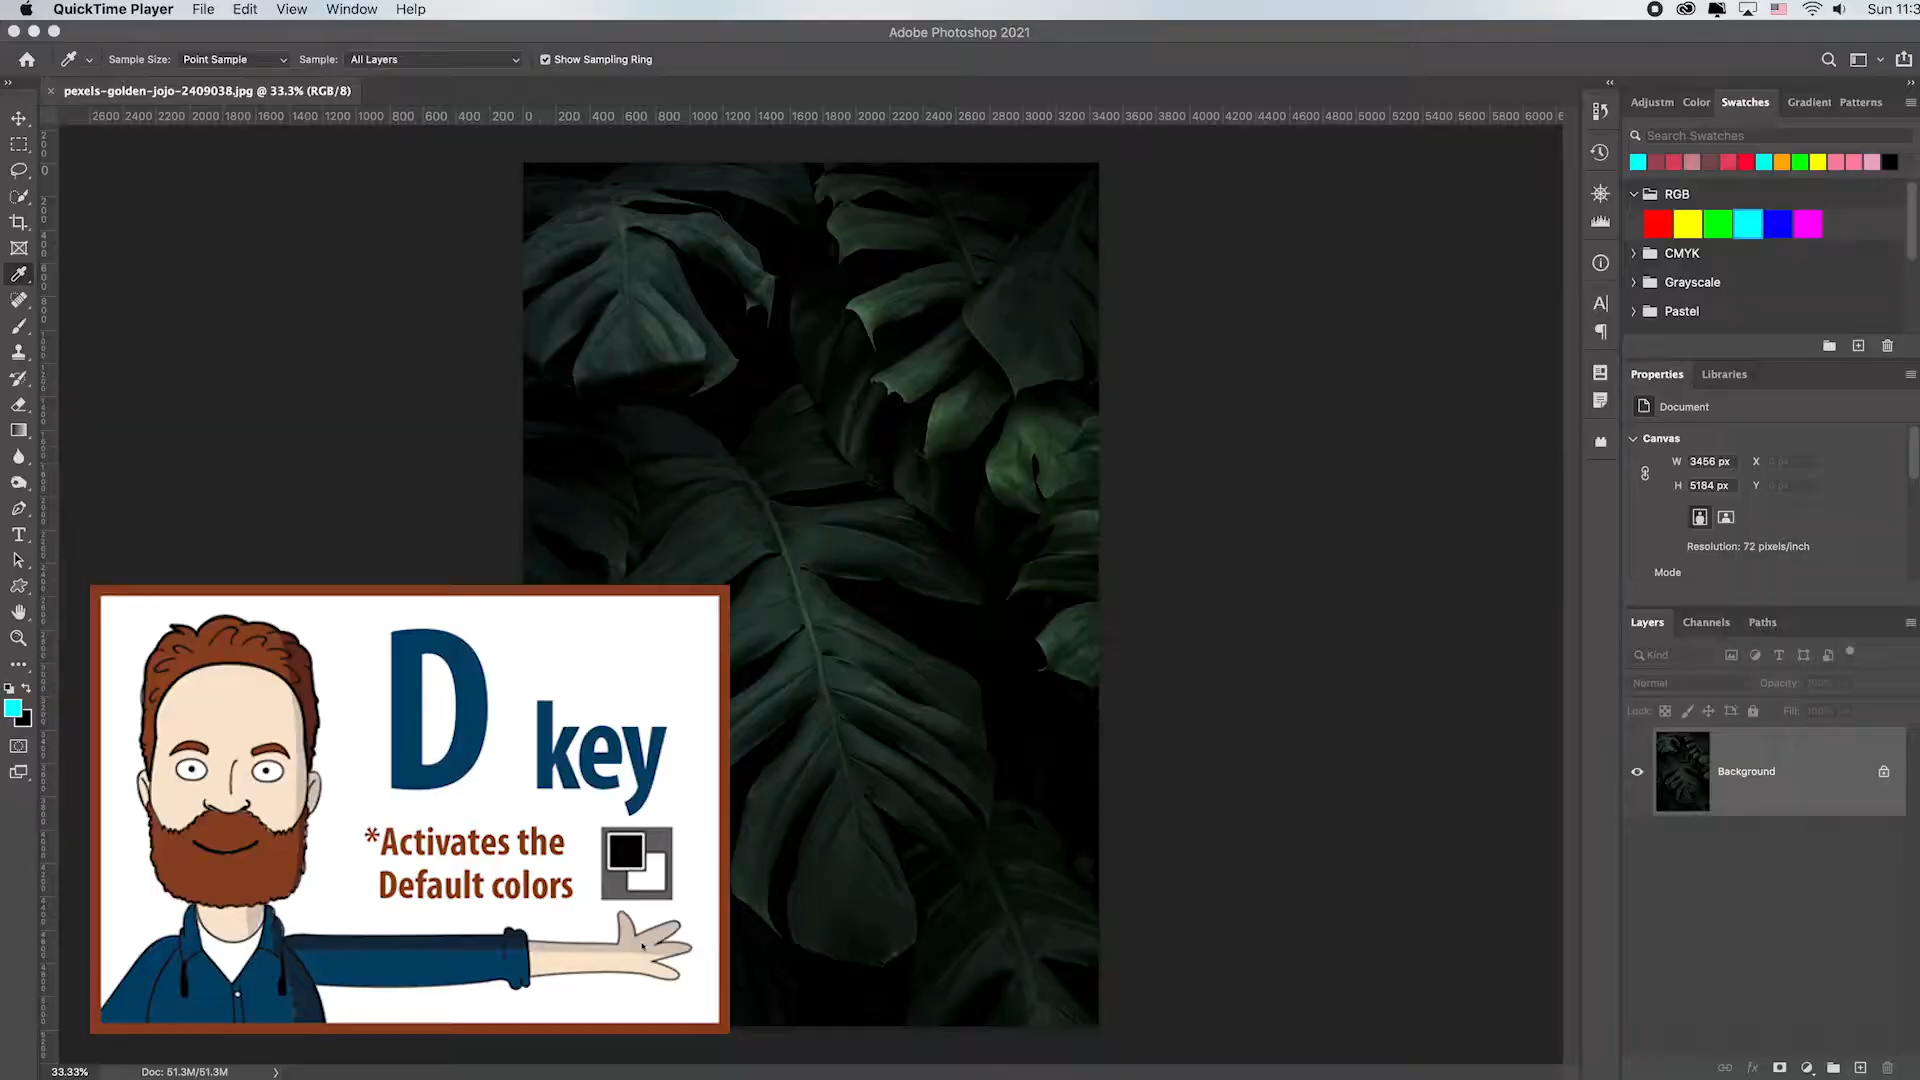 QuickTime Player File Edit View Window Help Sun 11:3
Adobe Photoshop 2021
Sample Size: Point Sample Sample: All Layers Show Sampling Ring
× pexels-golden-jojo-2409038.jpg @ 33.3% (RGB/8)
2600 2400 2200 2000 1800 1600 1400 1200 1000 800 600 400 200 0 200 400 600 800 1000 1200 1400 1600 1800 2000 2200 2400 2600 2800 3000 3200 3400 3600 3800 4000 4200 4400 4600 4800 5000 5200 5400 5600 5800 6000
Adjustm Color Swatches Gradient Patterns
Search Swatches
RGB
CMYK
Grayscale
Pastel
Properties Libraries
Document
Canvas
W 3456 px X 0 px
H 5184 px Y 0 px
Resolution: 72 pixels/inch
Mode
Layers Channels Paths
Kind
Normal Opacity: 100%
Lock: Fill: 100%
Background
D key
*Activates the
Default colors
33.33% Doc: 51.3M/51.3M